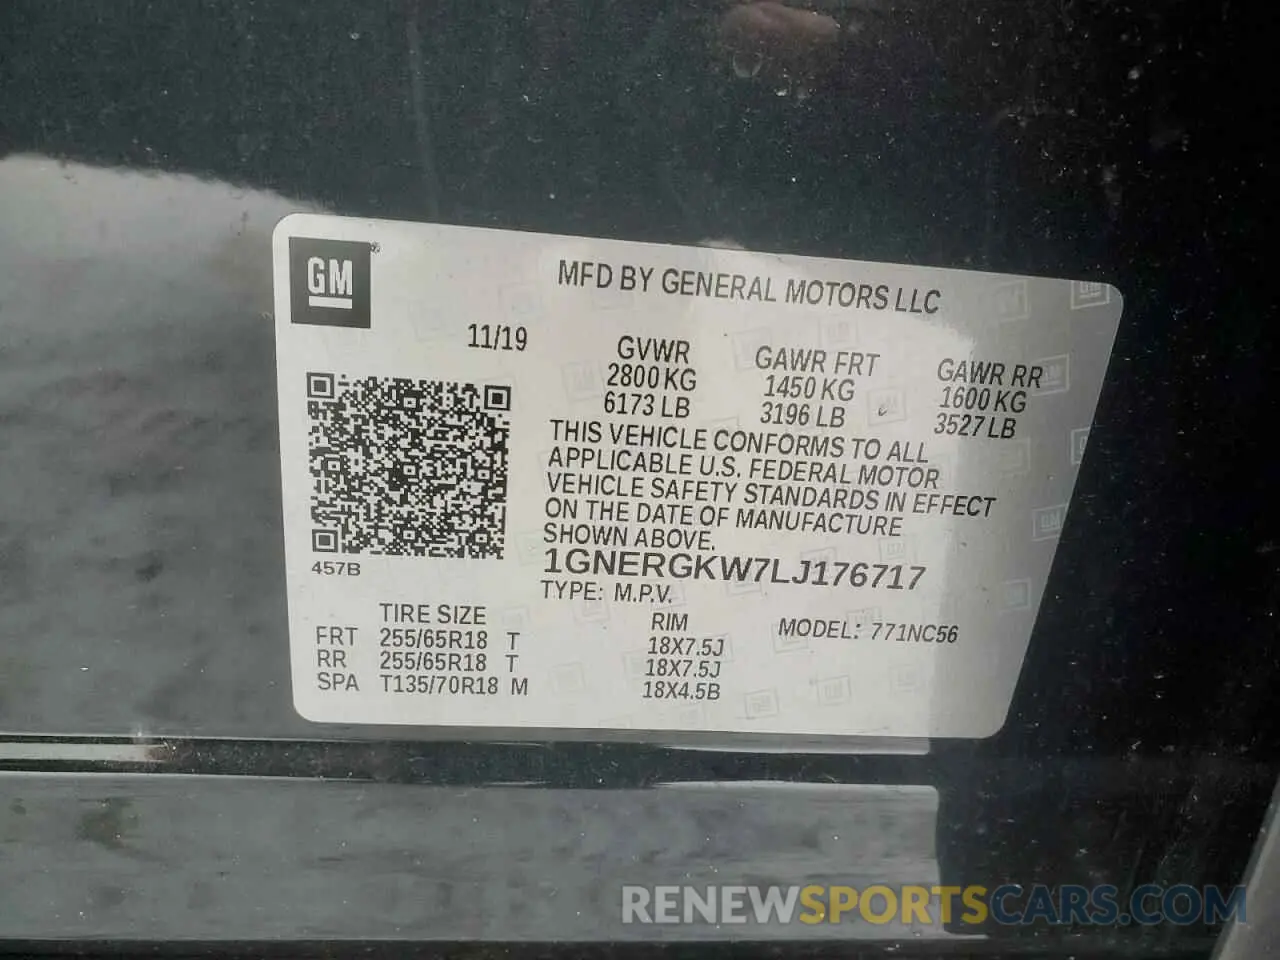 GM
MFD BY GENERAL MOTORS LLC
11/19
GVWR
2800 KG
6173 LB
GAWR FRT
1450 KG
3196 LB
GAWR RR
1600 KG
3527 LB
THIS VEHICLE CONFORMS TO ALL
APPLICABLE U.S. FEDERAL MOTOR
VEHICLE SAFETY STANDARDS IN EFFECT
ON THE DATE OF MANUFACTURE
SHOWN ABOVE.
1GNERGKW7LJ176717
457B
TYPE: M.P.V.
TIRE SIZE RIM MODEL: 771NC56
FRT 255/65R18 T 18X7.5J
RR 255/65R18 T 18X7.5J
SPA T135/70R18 M 18X4.5B
RENEWSPORTSCARS.COM